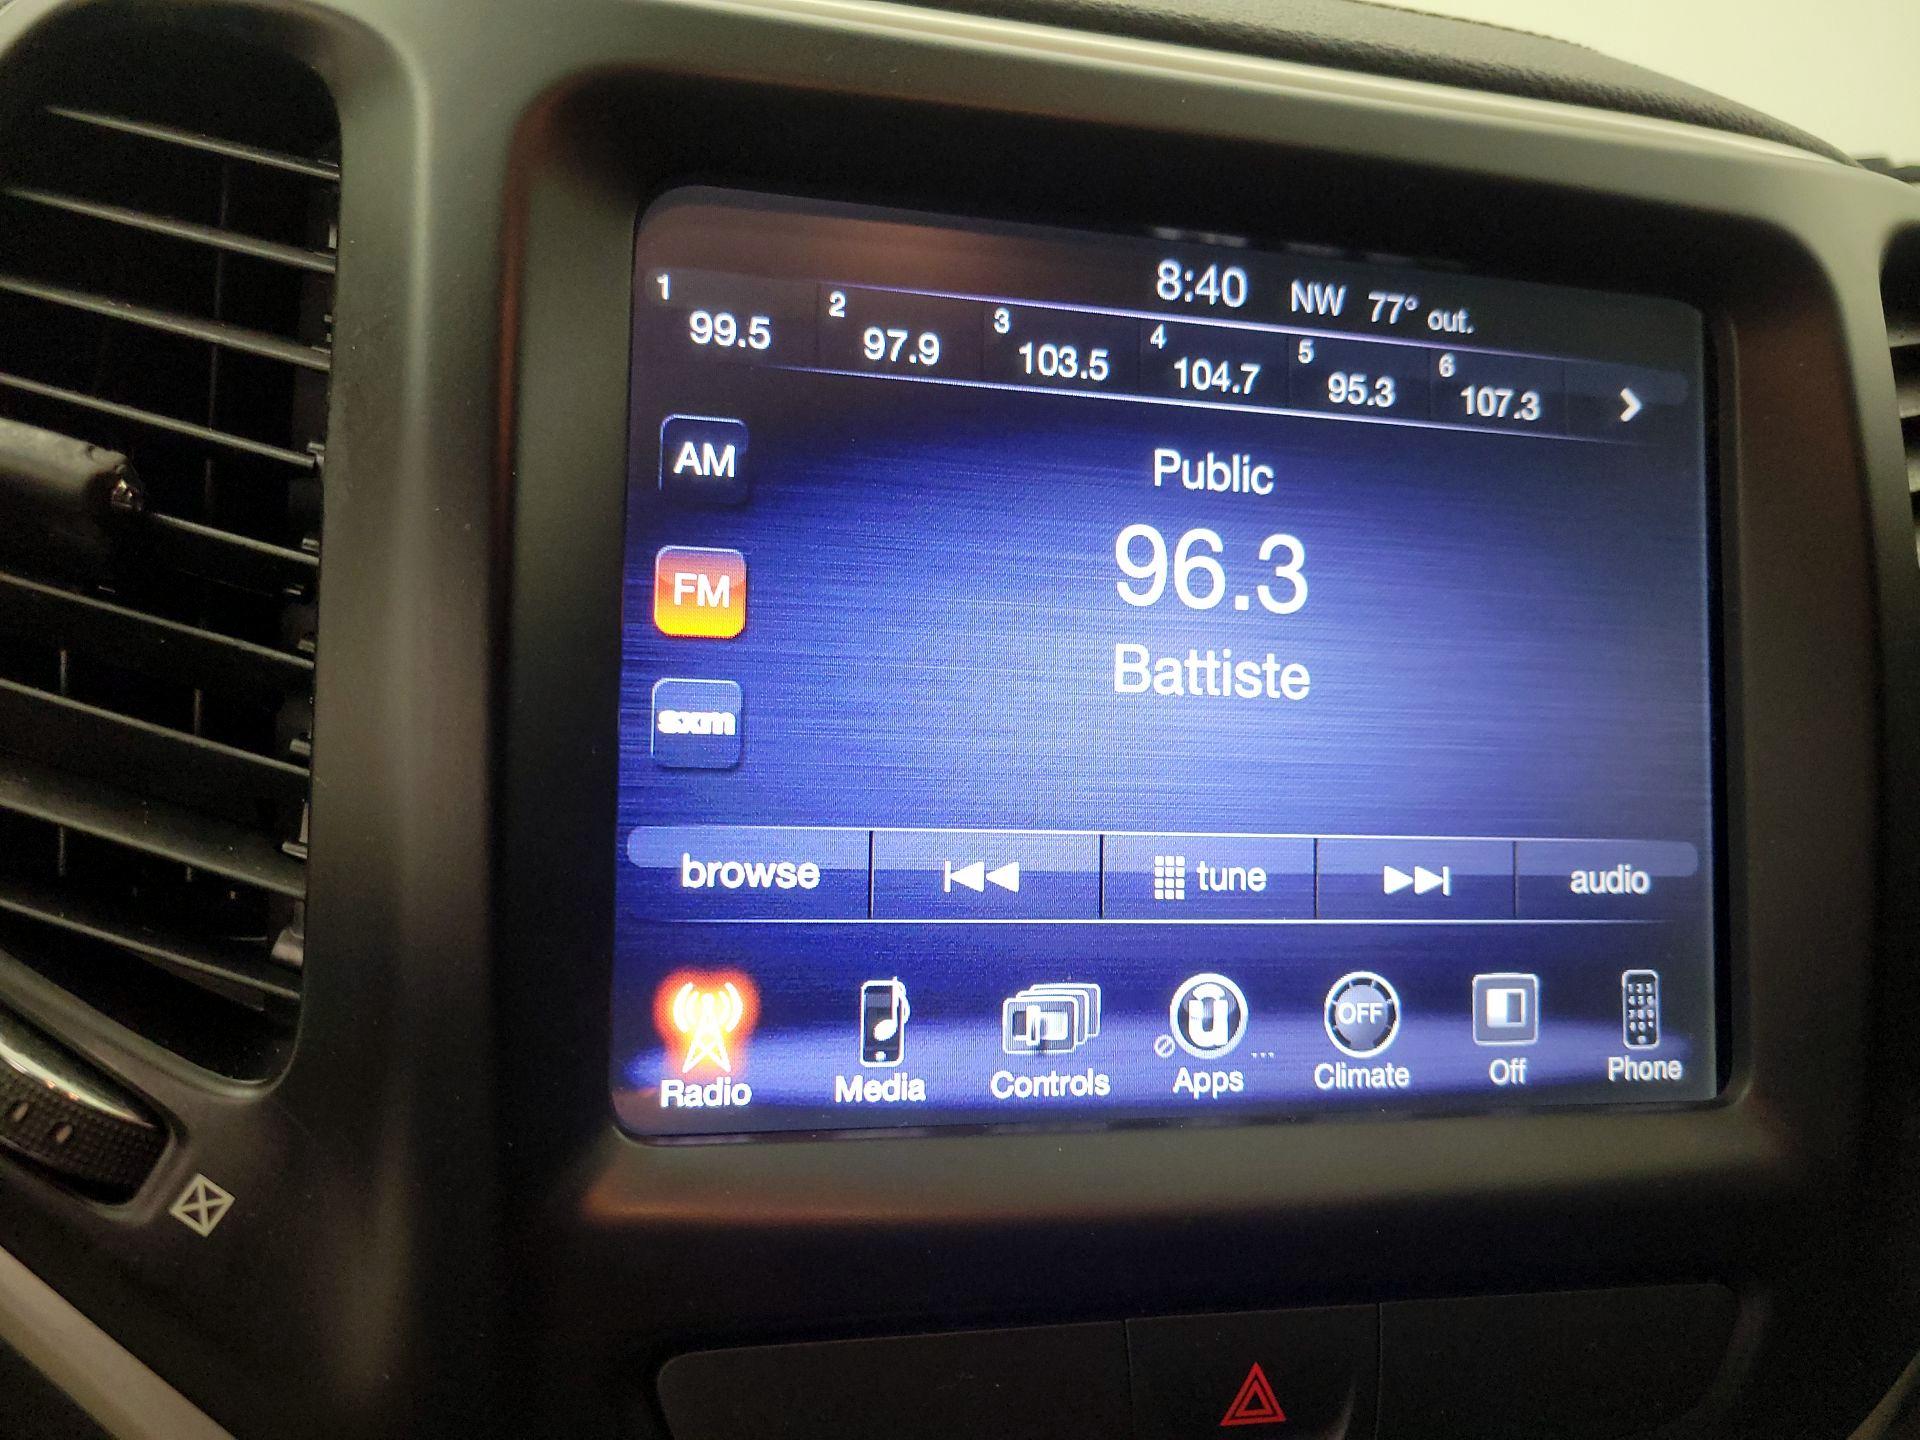 8:40 NW 77° out.
1 99.5 2 97.9 3 103.5 4 104.7 5 95.3 6 107.3
AM
Public
96.3
FM
Battiste
sxm
browse tune audio
OFF
Radio Media Controls Apps Climate Off Phone